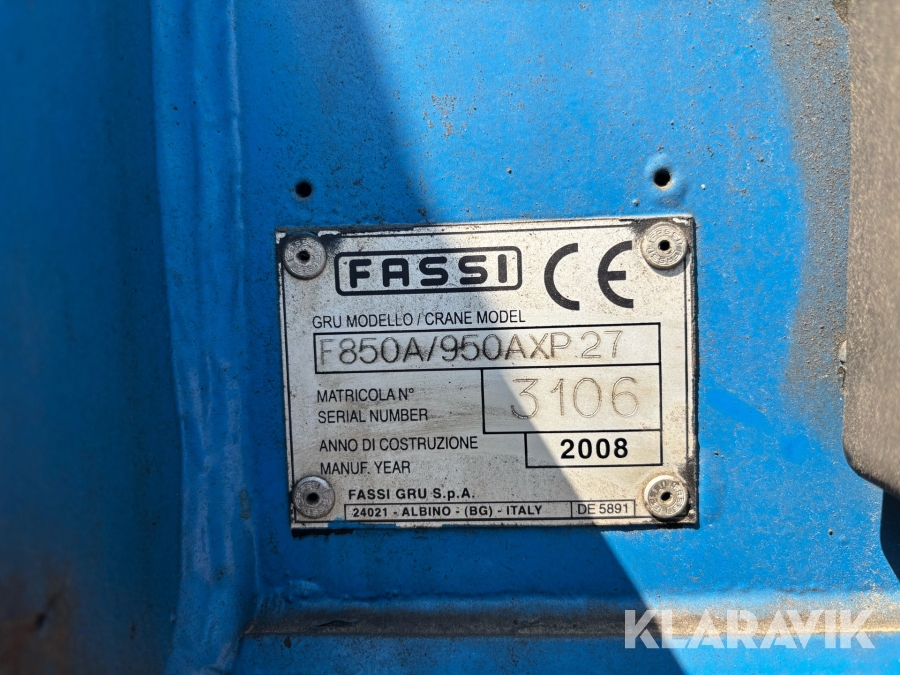 FASSI CE
GRU MODELLO / CRANE MODEL
F850A/950AXP.27
MATRICOLA N°
SERIAL NUMBER
3106
ANNO DI COSTRUZIONE
MANUF. YEAR
2008
FASSI GRU S.p.A.
24021 - ALBINO - (BG) - ITALY DE 5891
KLARAVIK